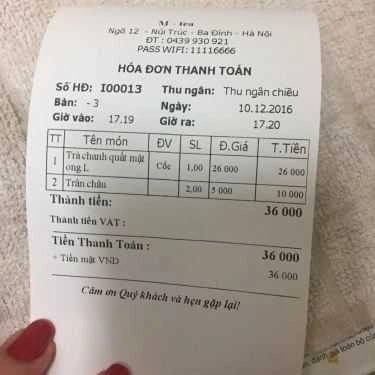 M - tea
Ngõ 12 - Núi Trúc - Ba Đình - Hà Nội
ĐT : 0439 930 921
PASS WIFI: 11116666
HÓA ĐƠN THANH TOÁN
Số HĐ: I00013 Thu ngân: Thu ngân chiều
Bàn: - 3 Ngày: 10.12.2016
Giờ vào: 17.19 Giờ ra: 17.20
TT Tên món ĐV SL Đ.Giá T.Tiền
1 Trà chanh quất mật ong L Cốc 1,00 26 000 26 000
2 Trân châu 2,00 5 000 10 000
Thành tiền: 36 000
Thành tiền VAT :
Tiền Thanh Toán : 36 000
+ Tiền mặt VND 36 000
Cảm ơn Quý khách và hẹn gặp lại!